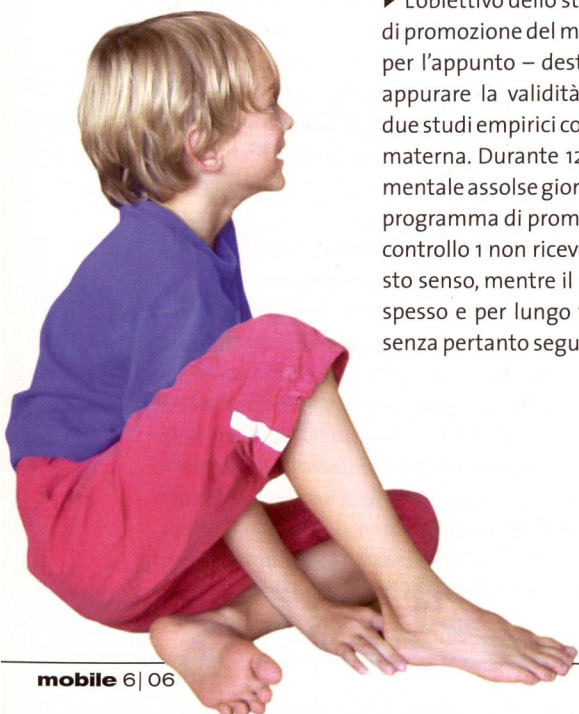 ▶ L'obiettivo dello st
di promozione del m
per l'appunto – dest
appurare la validità
due studi empirici co
materna. Durante 12
mentale assolse gior
programma di prom
controllo 1 non ricev
sto senso, mentre il
spesso e per lungo
senza pertanto segu
mobile 6| 06